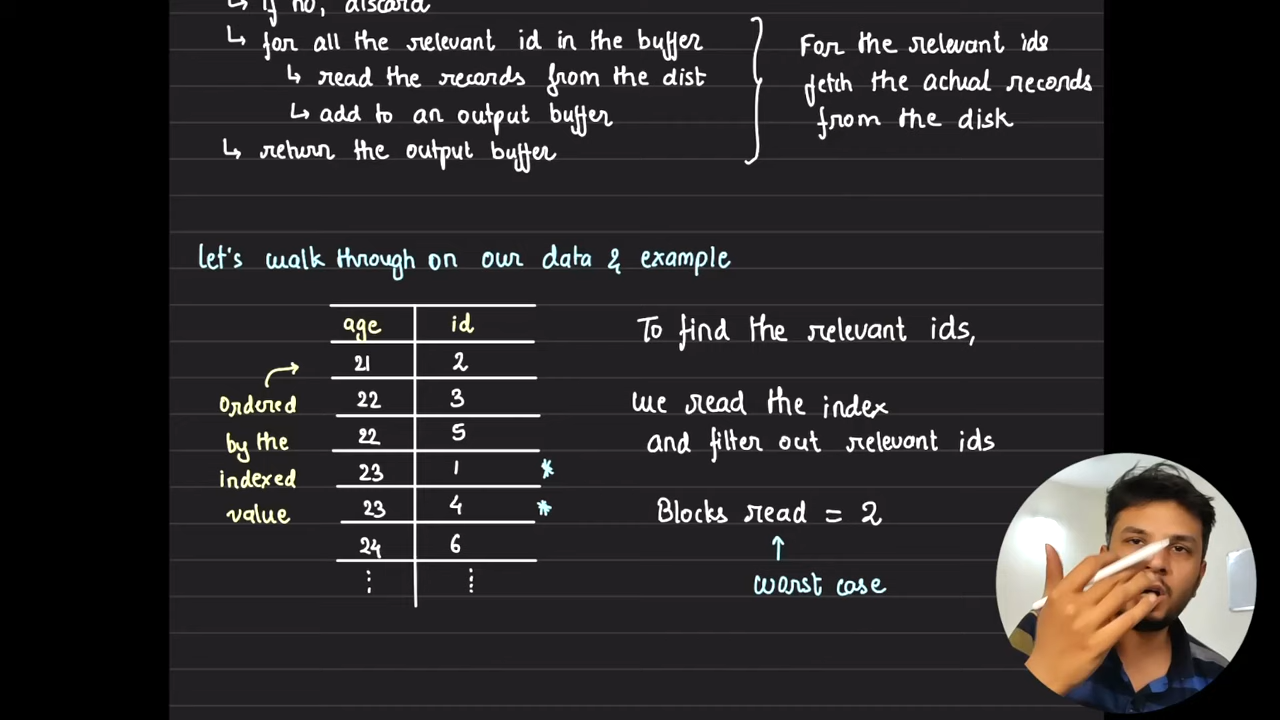 ↳ if no, discard
↳ for all the relevant id in the buffer
↳ read the records from the dist
↳ add to an output buffer
↳ return the output buffer
For the relevant ids
fetch the actual records
from the disk
let's walk through on our data & example
age id
21 2
22 3
22 5
23 1 *
23 4 *
24 6
⋮ ⋮
Ordered
by the
indexed
value
To find the relevant ids,
we read the index
and filter out relevant ids
Blocks read = 2
↑
worst case